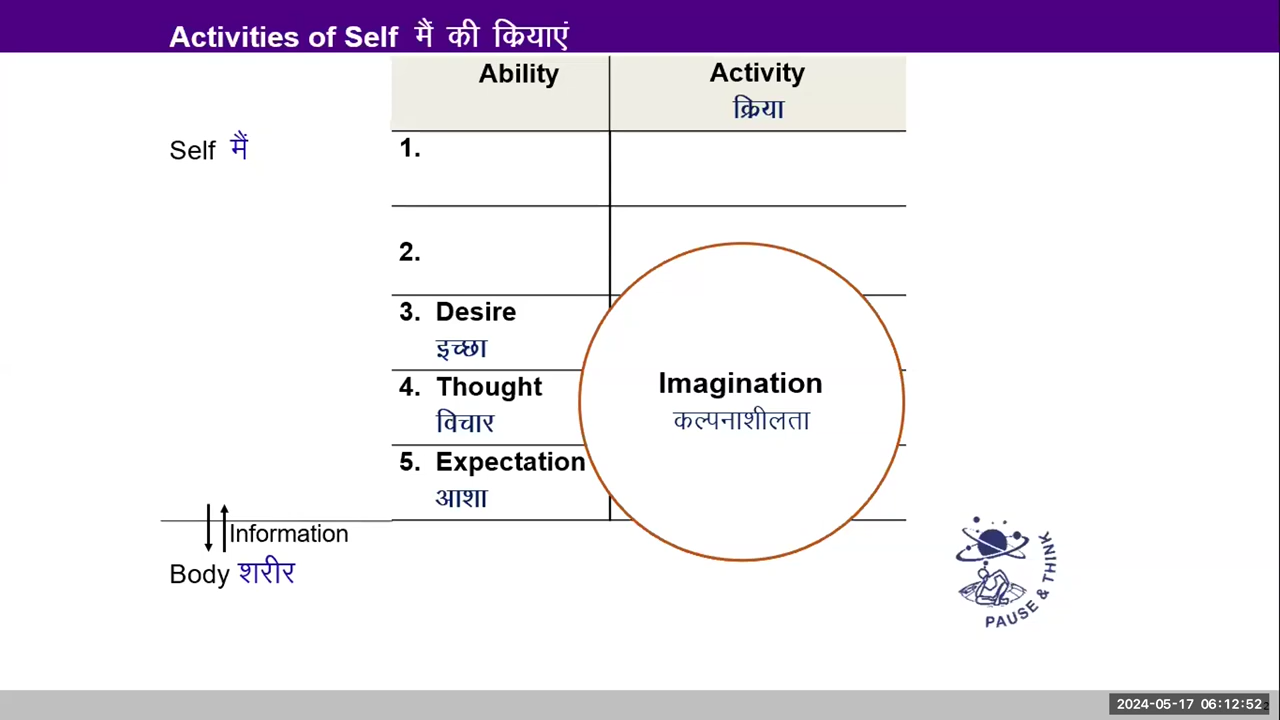 Activities of Self मैं की क्रियाएं
Ability
Activity
क्रिया
Self मैं
1.
2.
3. Desire
इच्छा
4. Thought
विचार
5. Expectation
आशा
Imagination
कल्पनाशीलता
Information
Body शरीर
PAUSE & THINK
2024-05-17 06:12:52